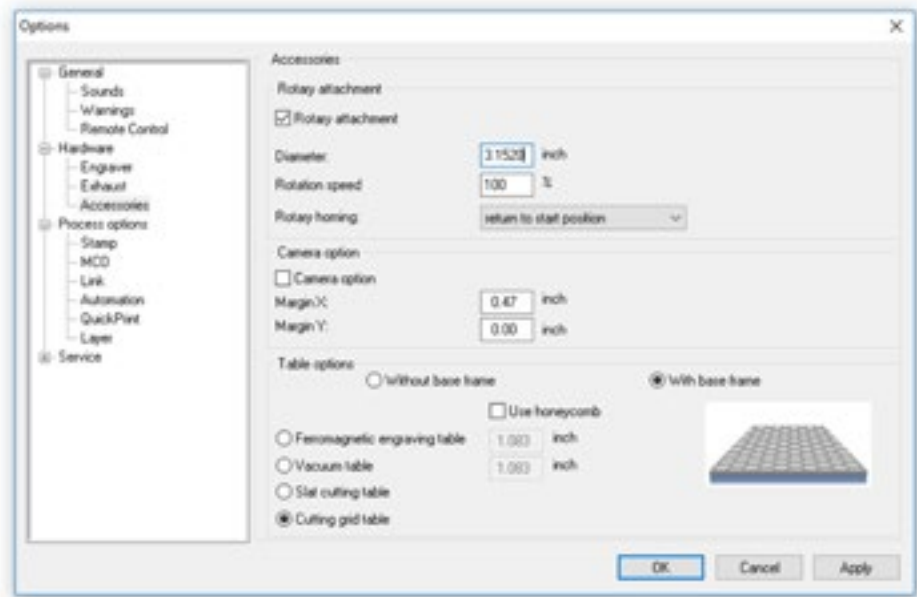 Options
General
Sounds
Warnings
Remote Control
Hardware
Engraver
Exhaust
Accessories
Process options
Stamp
MCO
Link
Automation
QuickPrint
Layer
Service
Accessories
Rotary attachment
Rotary attachment
Diameter: 3.1520 inch
Rotation speed 100 %
Rotary homing: return to start position
Camera option
Camera option
Margin X: 0.47 inch
Margin Y: 0.00 inch
Table options
Without base frame With base frame
Use honeycomb
Ferromagnetic engraving table 1.083 inch
Vacuum table 1.083 inch
Slat cutting table
Cutting grid table
OK Cancel Apply